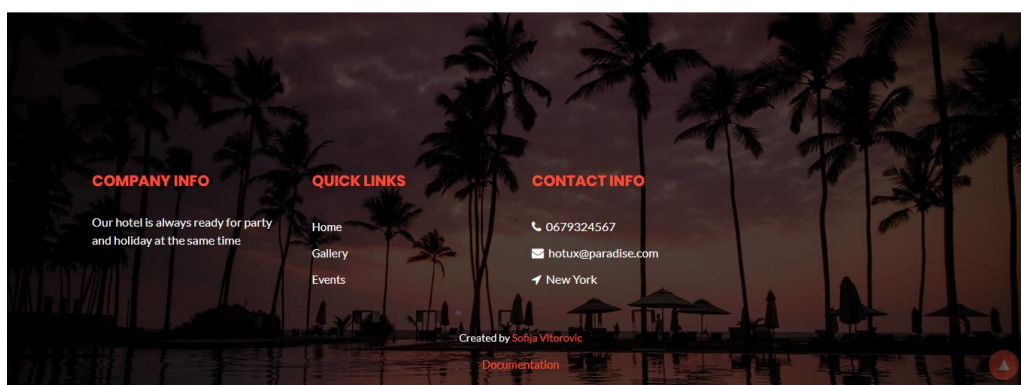 COMPANY INFO
Our hotel is always ready for party
and holiday at the same time
QUICK LINKS
Home
Gallery
Events
CONTACT INFO
0679324567
hotux@paradise.com
New York
Created by Sofija Vitorovic
Documentation